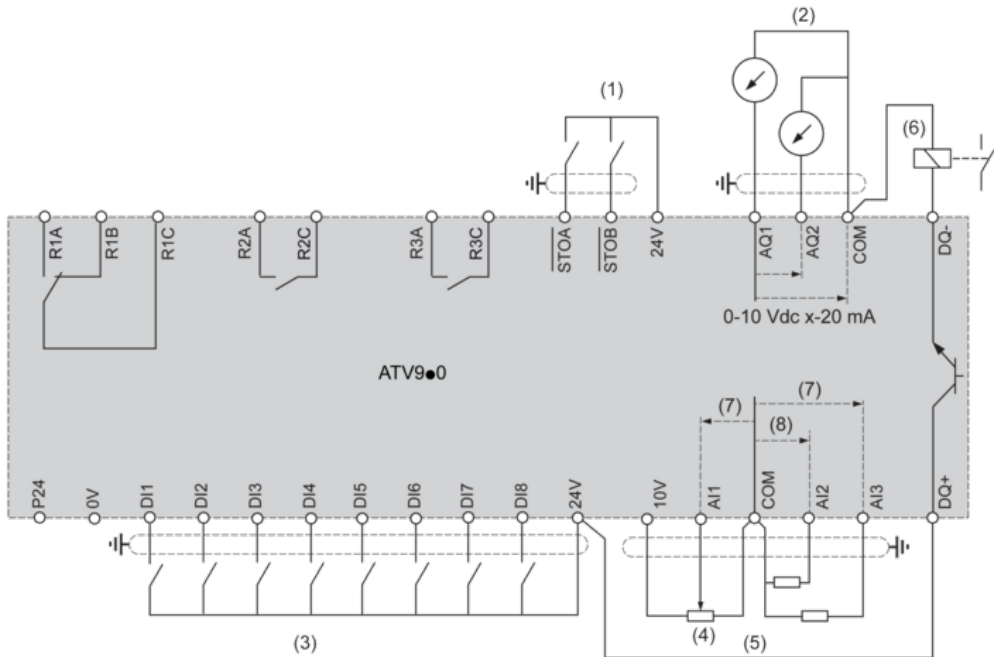 (2)
(1)
(6)
R1A
R1B
R1C
R2A
R2C
R3A
R3C
STOA
STOB
24V
AQ1
AQ2
COM
DQ-
0-10 Vdc x-20 mA
ATV9●0
(7)
(7)
(8)
P24
0V
DI1
DI2
DI3
DI4
DI5
DI6
DI7
DI8
24V
10V
AI1
COM
AI2
AI3
DQ+
(3)
(4)
(5)